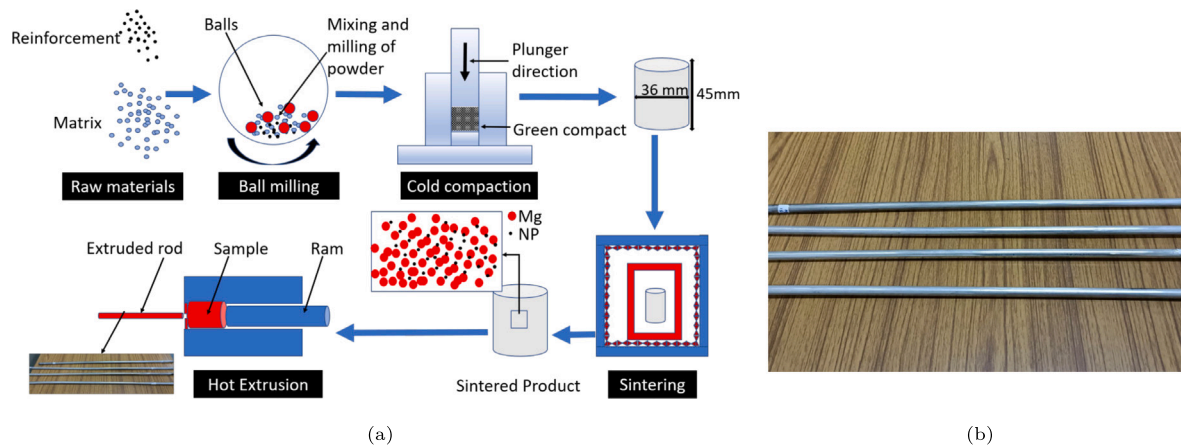 Reinforcement
Matrix
Raw materials
Balls
Mixing and
milling of
powder
Ball milling
Plunger
direction
Green compact
Cold compaction
36 mm
45mm
Mg
NP
Extruded rod
Sample
Ram
Hot Extrusion
Sintered Product
Sintering
(a)
(b)